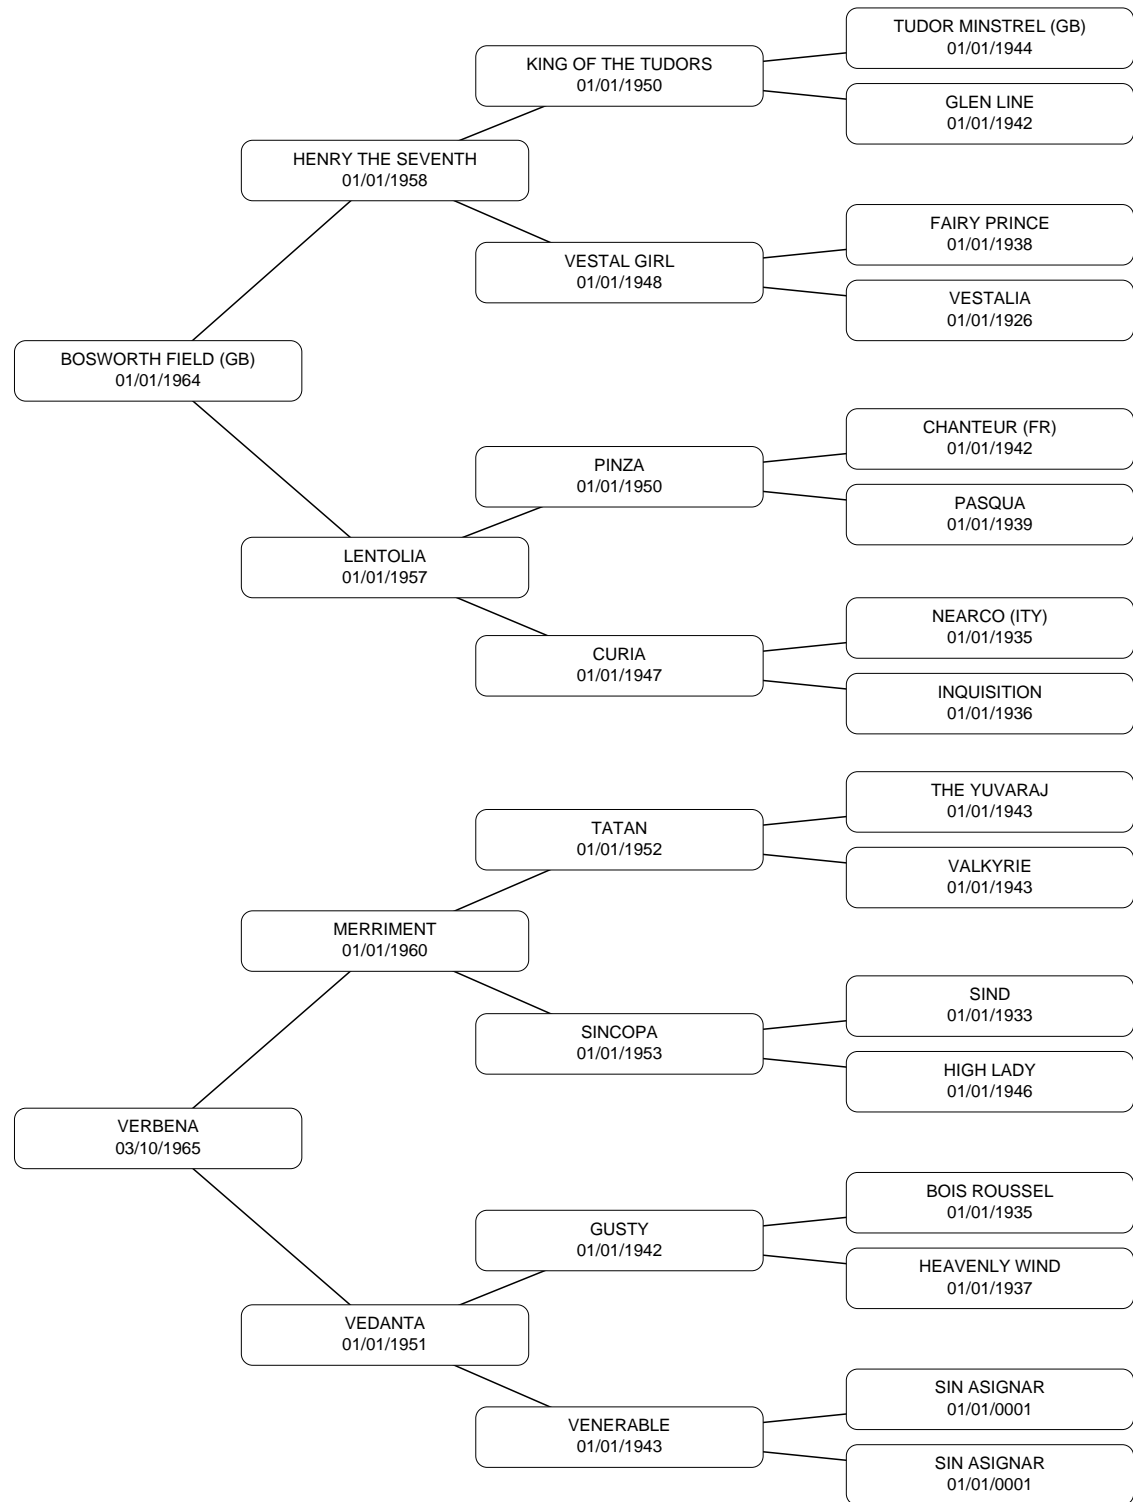 TUDOR MINSTREL (GB)
01/01/1944
KING OF THE TUDORS
01/01/1950
GLEN LINE
01/01/1942
HENRY THE SEVENTH
01/01/1958
FAIRY PRINCE
01/01/1938
VESTAL GIRL
01/01/1948
VESTALIA
01/01/1926
BOSWORTH FIELD (GB)
01/01/1964
CHANTEUR (FR)
01/01/1942
PINZA
01/01/1950
PASQUA
01/01/1939
LENTOLIA
01/01/1957
NEARCO (ITY)
01/01/1935
CURIA
01/01/1947
INQUISITION
01/01/1936
THE YUVARAJ
01/01/1943
TATAN
01/01/1952
VALKYRIE
01/01/1943
MERRIMENT
01/01/1960
SIND
01/01/1933
SINCOPA
01/01/1953
HIGH LADY
01/01/1946
VERBENA
03/10/1965
BOIS ROUSSEL
01/01/1935
GUSTY
01/01/1942
HEAVENLY WIND
01/01/1937
VEDANTA
01/01/1951
SIN ASIGNAR
01/01/0001
VENERABLE
01/01/1943
SIN ASIGNAR
01/01/0001